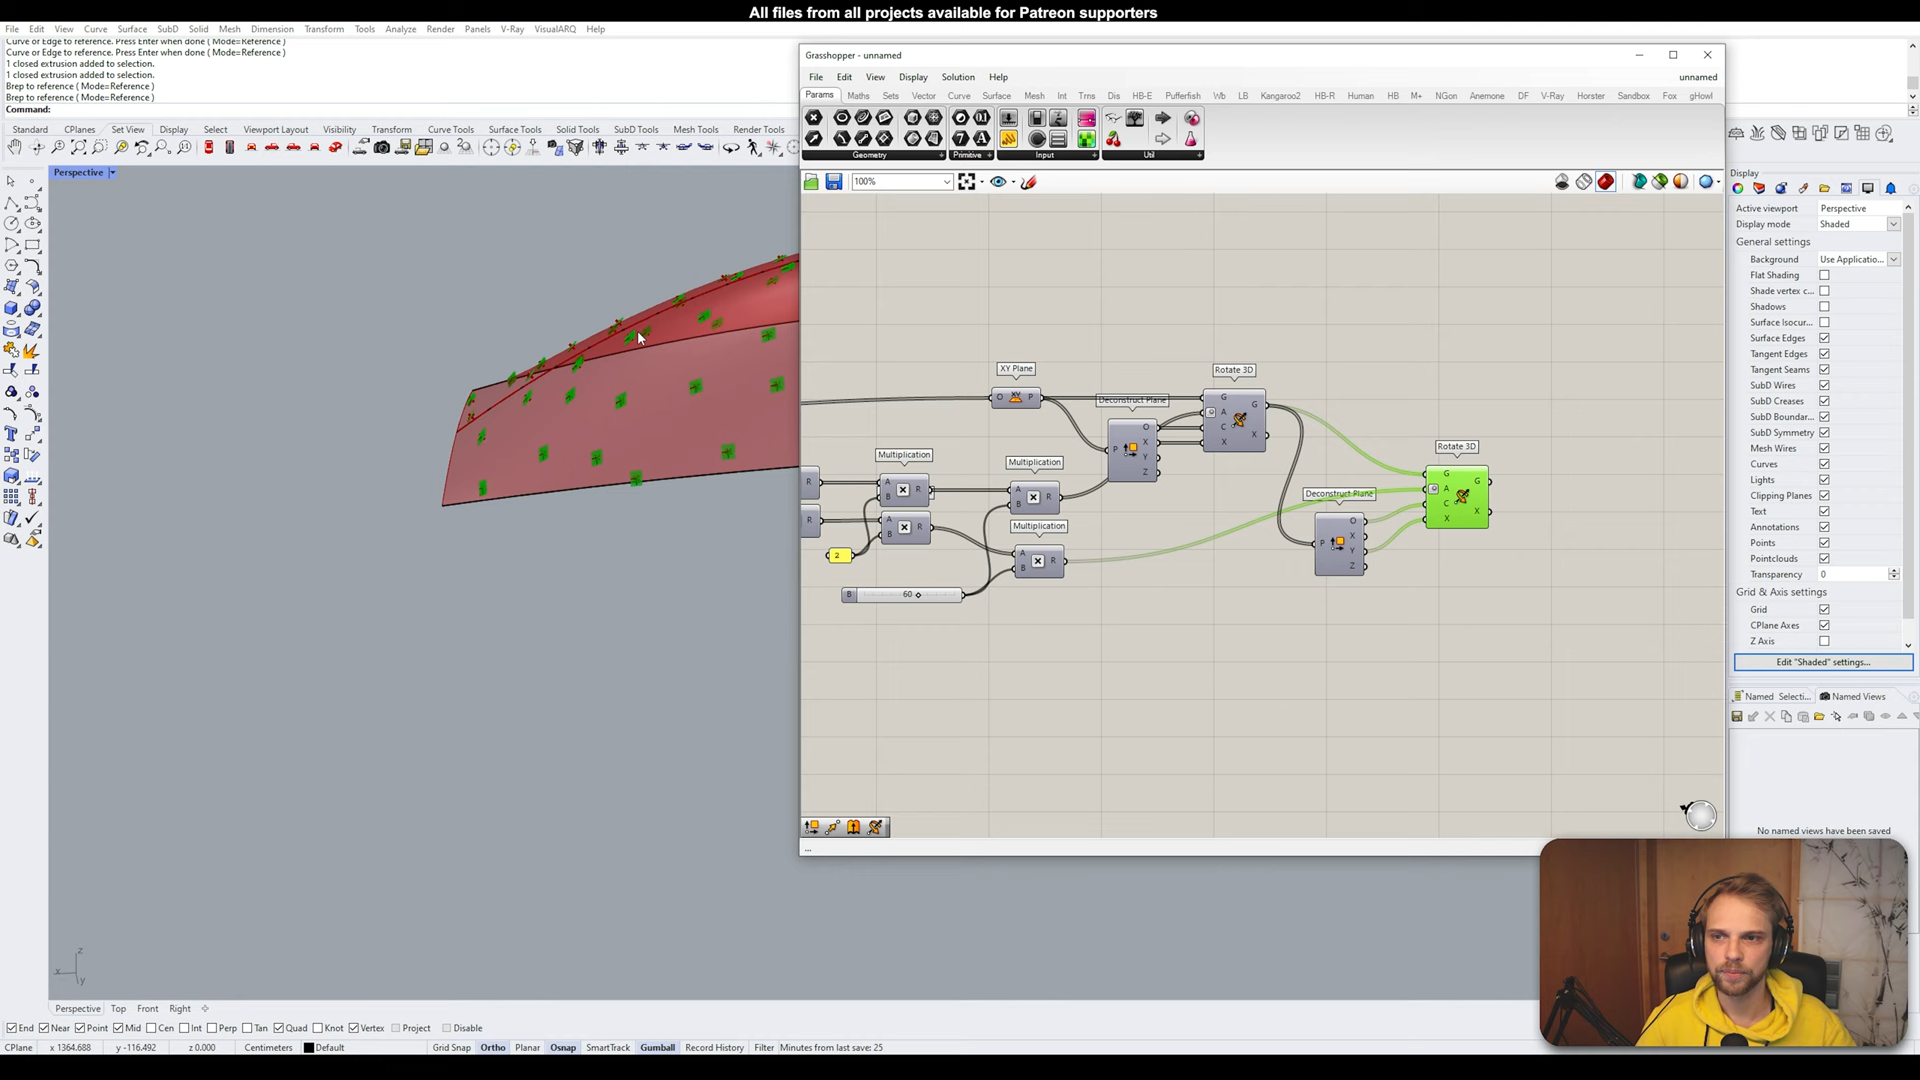 All files from all projects available for Patreon supporters
File Edit View Curve Surface SubD Solid Mesh Dimension Transform Tools Analyze Render Panels V-Ray VisualARQ Help
Curve or Edge to reference. Press Enter when done ( Mode=Reference )
Curve or Edge to reference. Press Enter when done ( Mode=Reference )
1 closed extrusion added to selection.
1 closed extrusion added to selection.
Brep to reference ( Mode=Reference )
Brep to reference ( Mode=Reference )
Command:
Standard CPlanes Set View Display Select Viewport Layout Visibility Transform Curve Tools Surface Tools Solid Tools SubD Tools Mesh Tools Render Tools
Perspective
Grasshopper - unnamed
File Edit View Display Solution Help unnamed
Params Maths Sets Vector Curve Surface Mesh Int Trns Dis HB-E Pufferfish Wb LB Kangaroo2 HB-R Human HB M+ NGon Anemone DF V-Ray Horster Sandbox Fox gHowl
Geometry Primitive Input Util
100%
XY Plane
O P
Deconstruct Plane
P O X Y Z
Rotate 3D
G A C X G X
Multiplication
A B R
Multiplication
A B R
A B R
Multiplication
A B R
R
R
2
B 60
Deconstruct Plane
P O X Y Z
Rotate 3D
G A C X G X
...
Display
Active viewport Perspective
Display mode Shaded
General settings
Background Use Applicatio...
Flat Shading
Shade vertex c...
Shadows
Surface Isocur...
Surface Edges
Tangent Edges
Tangent Seams
SubD Wires
SubD Creases
SubD Boundar...
SubD Symmetry
Mesh Wires
Curves
Lights
Clipping Planes
Text
Annotations
Points
Pointclouds
Transparency 0
Grid & Axis settings
Grid
CPlane Axes
Z Axis
Edit "Shaded" settings...
Named Selecti... Named Views
No named views have been saved
z
x
y
Perspective Top Front Right
End Near Point Mid Cen Int Perp Tan Quad Knot Vertex Project Disable
CPlane x 1364.688 y -116.492 z 0.000 Centimeters Default Grid Snap Ortho Planar Osnap SmartTrack Gumball Record History Filter Minutes from last save: 25